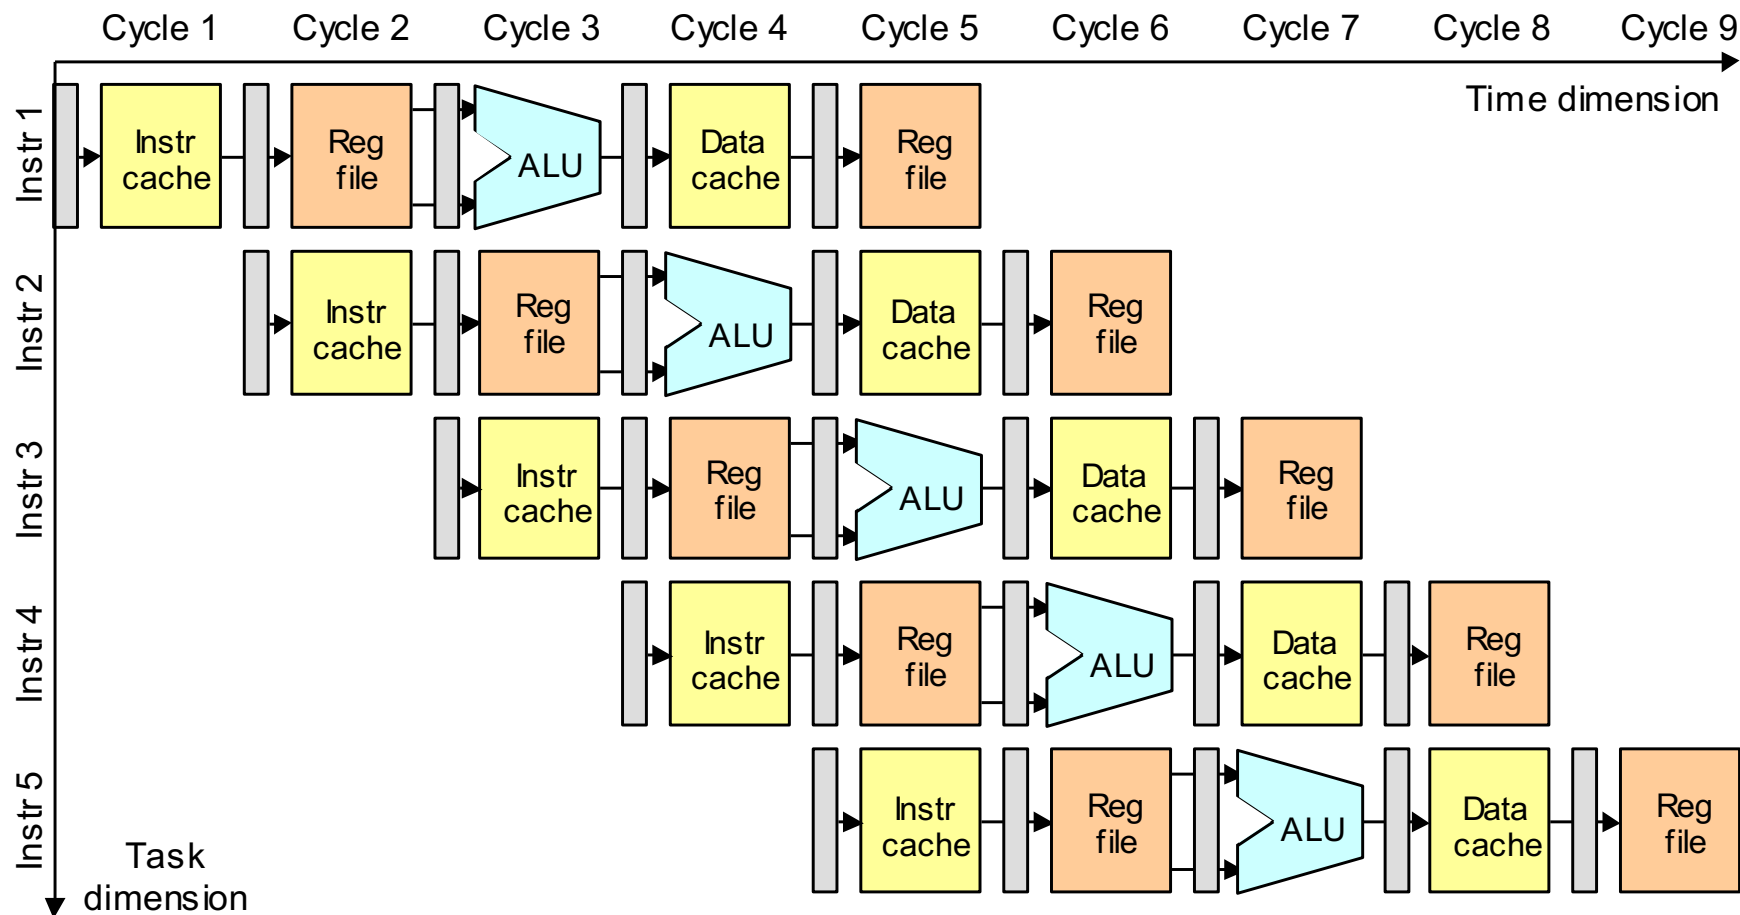 Cycle 1 Cycle 2 Cycle 3 Cycle 4 Cycle 5 Cycle 6 Cycle 7 Cycle 8 Cycle 9
Time dimension
Instr 1
Instr
cache
Reg
file
ALU
Data
cache
Reg
file
Instr 2
Instr
cache
Reg
file
ALU
Data
cache
Reg
file
Instr 3
Instr
cache
Reg
file
ALU
Data
cache
Reg
file
Instr 4
Instr
cache
Reg
file
ALU
Data
cache
Reg
file
Instr 5
Instr
cache
Reg
file
ALU
Data
cache
Reg
file
Task
dimension